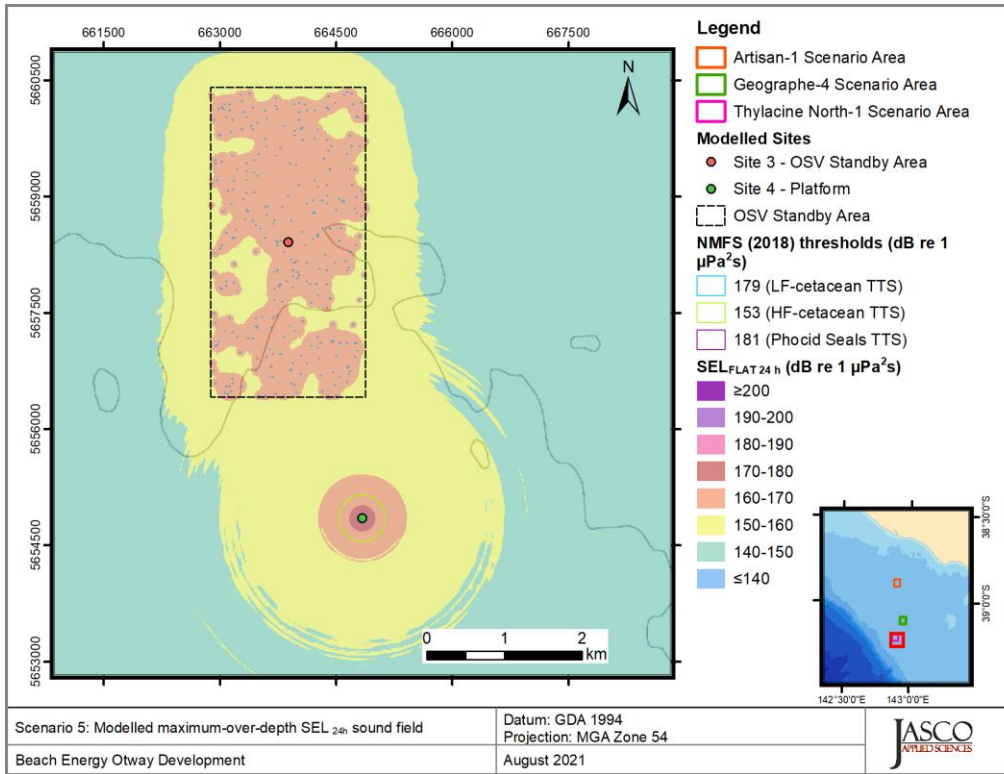 661500 663000 664500 666000 667500
5660500
5659000
5657500
5656000
5654500
5653000
N
0 1 2
km
Legend
Artisan-1 Scenario Area
Geographe-4 Scenario Area
Thylacine North-1 Scenario Area
Modelled Sites
Site 3 - OSV Standby Area
Site 4 - Platform
OSV Standby Area
NMFS (2018) thresholds (dB re 1
µPa²s)
179 (LF-cetacean TTS)
153 (HF-cetacean TTS)
181 (Phocid Seals TTS)
SELFLAT 24 h (dB re 1 µPa²s)
≥200
190-200
180-190
170-180
160-170
150-160
140-150
≤140
38°30'S
39°0'S
142°30'0"E 143°0'0"E
Scenario 5: Modelled maximum-over-depth SEL 24h sound field
Datum: GDA 1994
Projection: MGA Zone 54
Beach Energy Otway Development
August 2021
JASCO
APPLIED SCIENCES